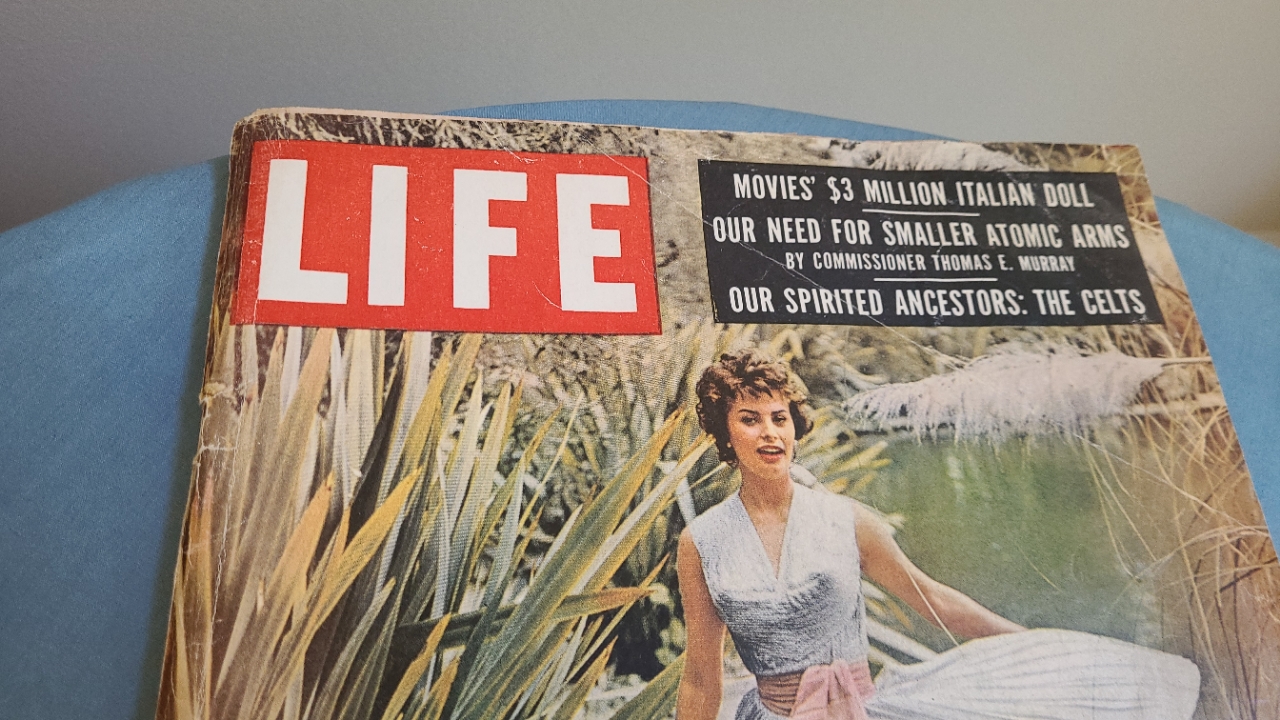 LIFE
MOVIES' $3 MILLION ITALIAN DOLL
OUR NEED FOR SMALLER ATOMIC ARMS
BY COMMISSIONER THOMAS E. MURRAY
OUR SPIRITED ANCESTORS: THE CELTS